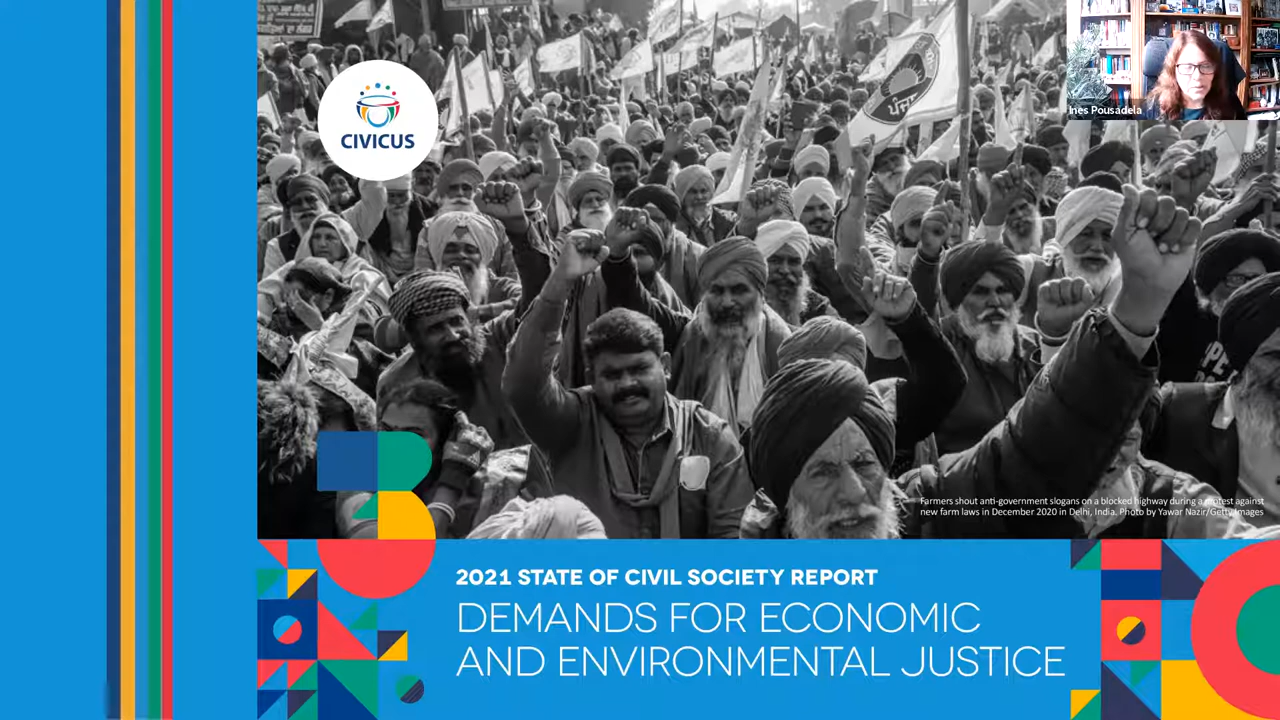 CIVICUS
Ines Pousadela
ਪੰਜਾ
Farmers shout anti-government slogans on a blocked highway during a protest against
new farm laws in December 2020 in Delhi, India. Photo by Yawar Nazir/Getty Images
2021 STATE OF CIVIL SOCIETY REPORT
DEMANDS FOR ECONOMIC
AND ENVIRONMENTAL JUSTICE